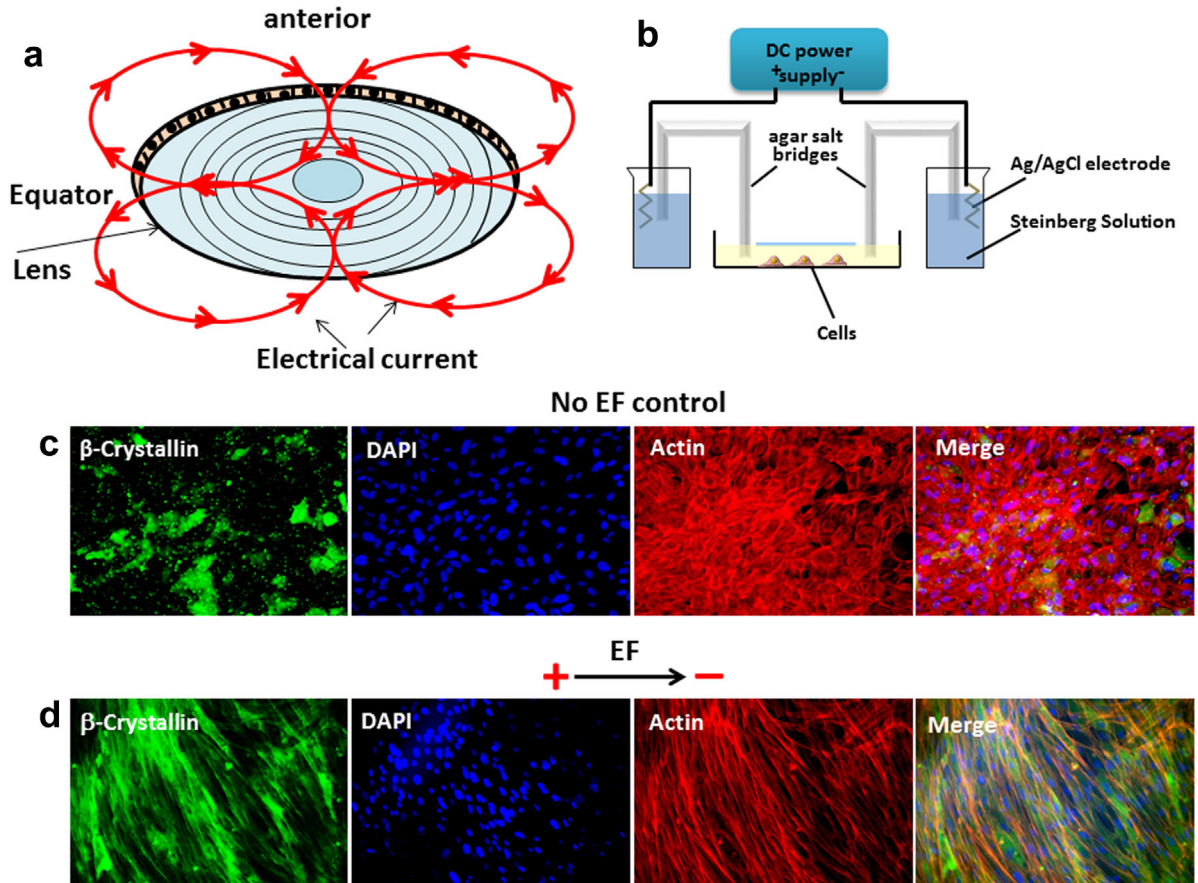 a
anterior
Equator
Lens
Electrical current
b
DC power
+supply-
agar salt
bridges
Ag/AgCl electrode
Steinberg Solution
Cells
No EF control
c
β-Crystallin
DAPI
Actin
Merge
EF
+ −
d
β-Crystallin
DAPI
Actin
Merge